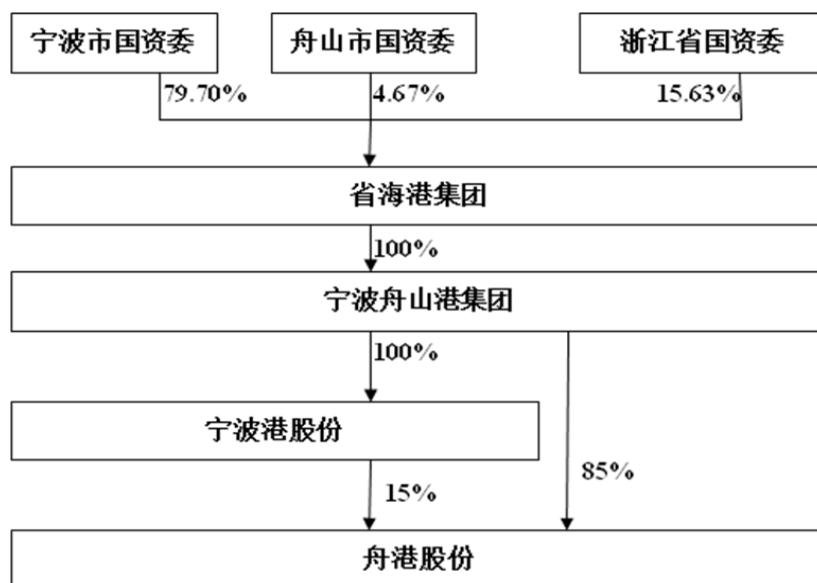 宁波市国资委
舟山市国资委
浙江省国资委
79.70%
4.67%
15.63%
省海港集团
100%
宁波舟山港集团
100%
宁波港股份
15%
85%
舟港股份